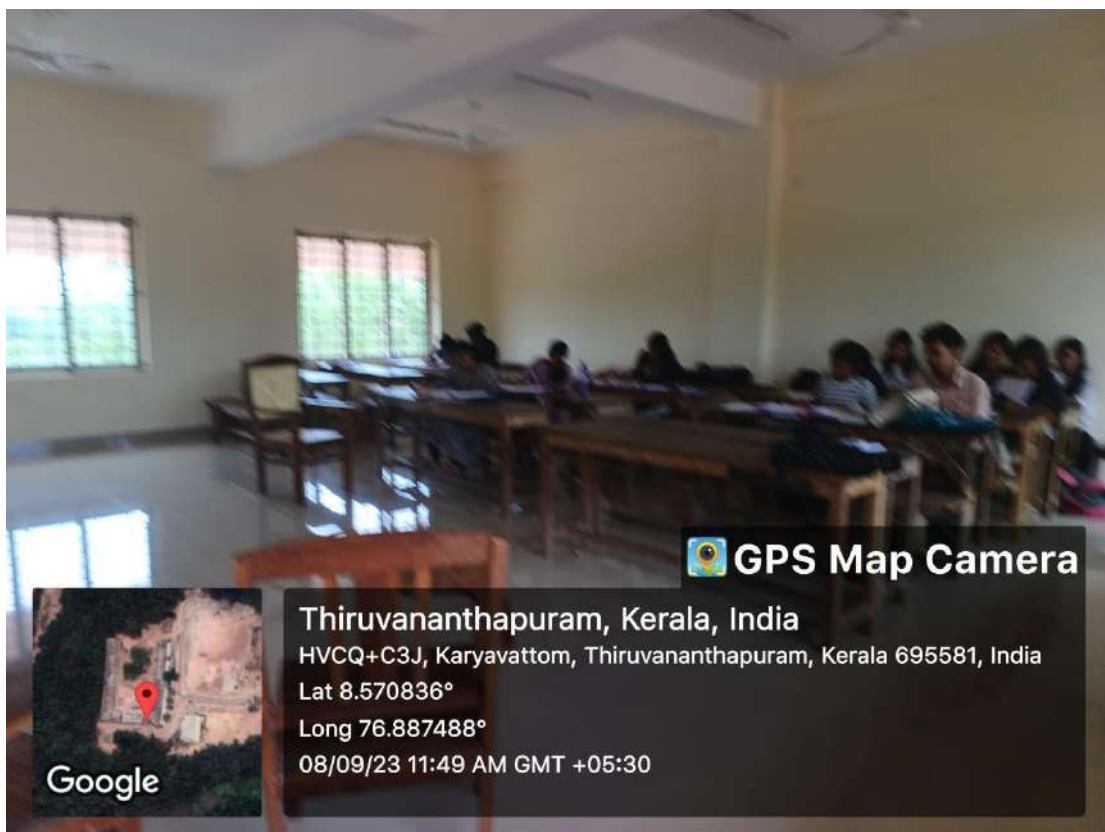 GPS Map Camera
Thiruvananthapuram, Kerala, India
HVCQ+C3J, Karyavattom, Thiruvananthapuram, Kerala 695581, India
Lat 8.570836°
Long 76.887488°
08/09/23 11:49 AM GMT +05:30
Google